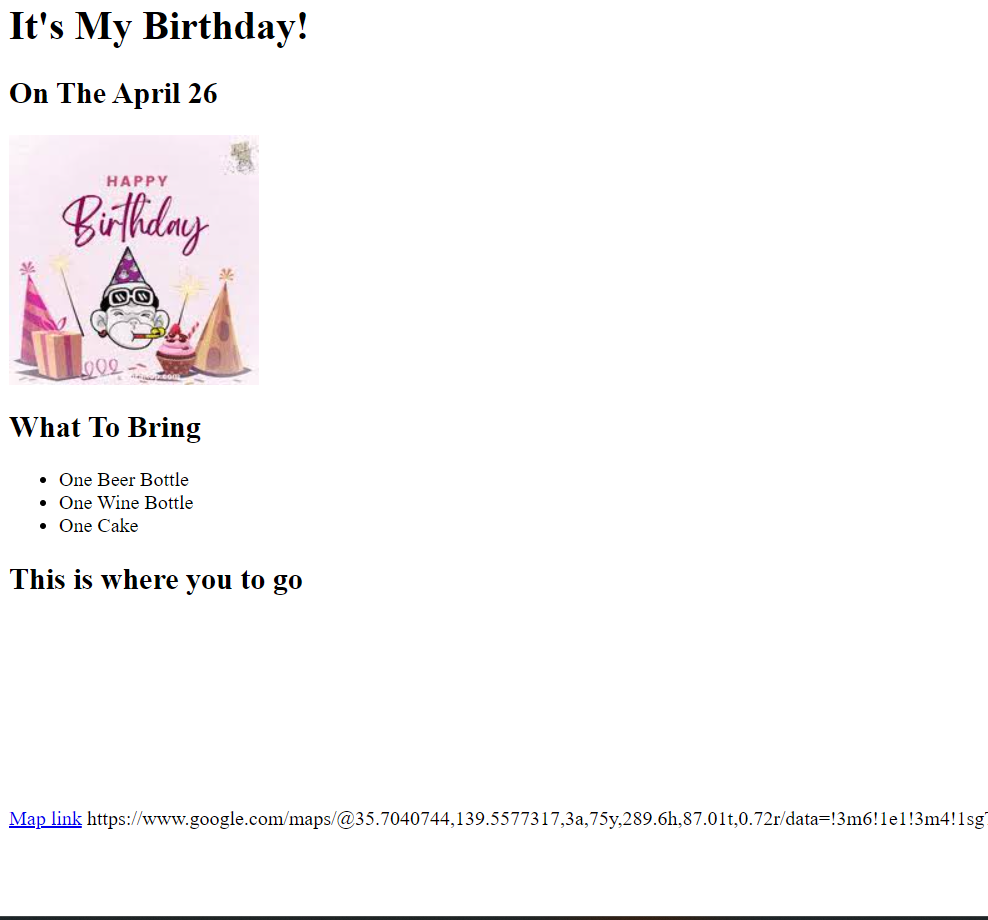 It's My Birthday!
On The April 26
HAPPY
Birthday
What To Bring
One Beer Bottle
One Wine Bottle
One Cake
This is where you to go
Map link https://www.google.com/maps/@35.7040744,139.5577317,3a,75y,289.6h,87.01t,0.72r/data=!3m6!1e1!3m4!1sg